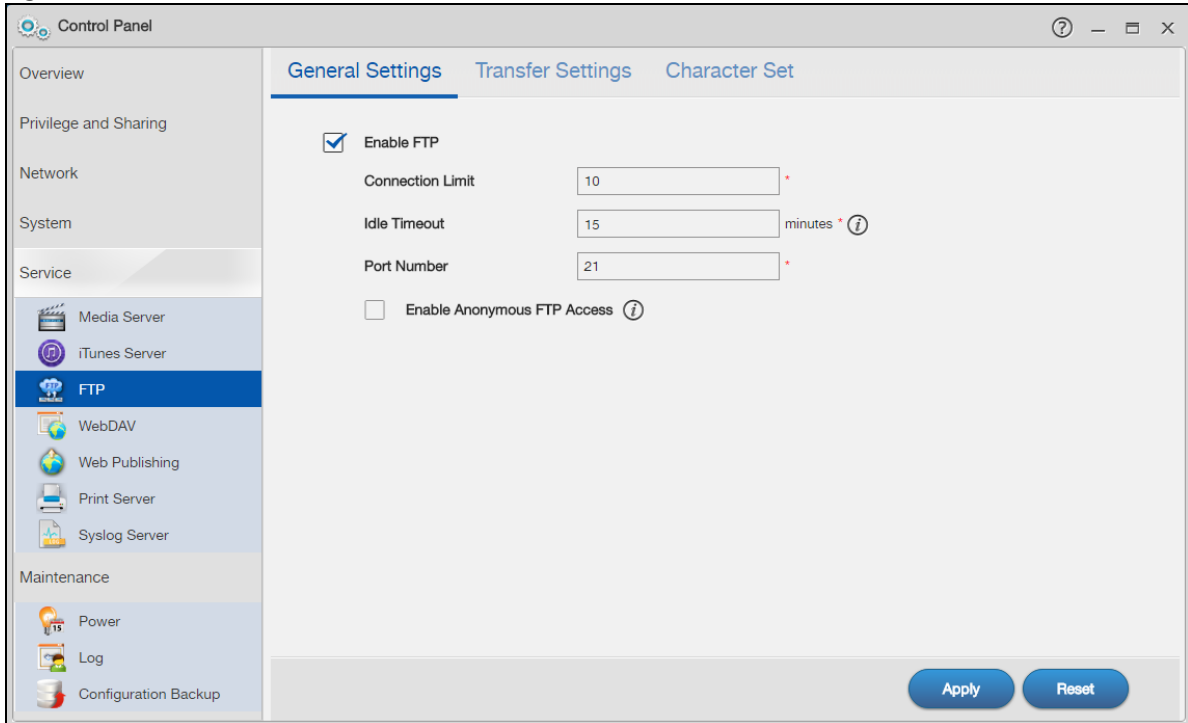 Control Panel
Overview
Privilege and Sharing
Network
System
Service
Media Server
iTunes Server
FTP
WebDAV
Web Publishing
Print Server
Syslog Server
Maintenance
Power
Log
Configuration Backup
General Settings Transfer Settings Character Set
Enable FTP
Connection Limit 10 *
Idle Timeout 15 minutes * i
Port Number 21 *
Enable Anonymous FTP Access i
Apply Reset